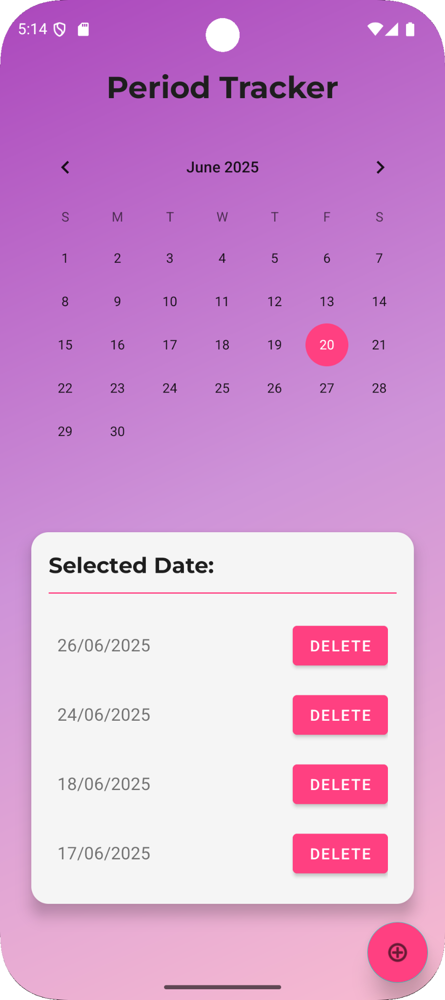 5:14
Period Tracker
June 2025
S M T W T F S
1 2 3 4 5 6 7
8 9 10 11 12 13 14
15 16 17 18 19 20 21
22 23 24 25 26 27 28
29 30
Selected Date:
26/06/2025 DELETE
24/06/2025 DELETE
18/06/2025 DELETE
17/06/2025 DELETE